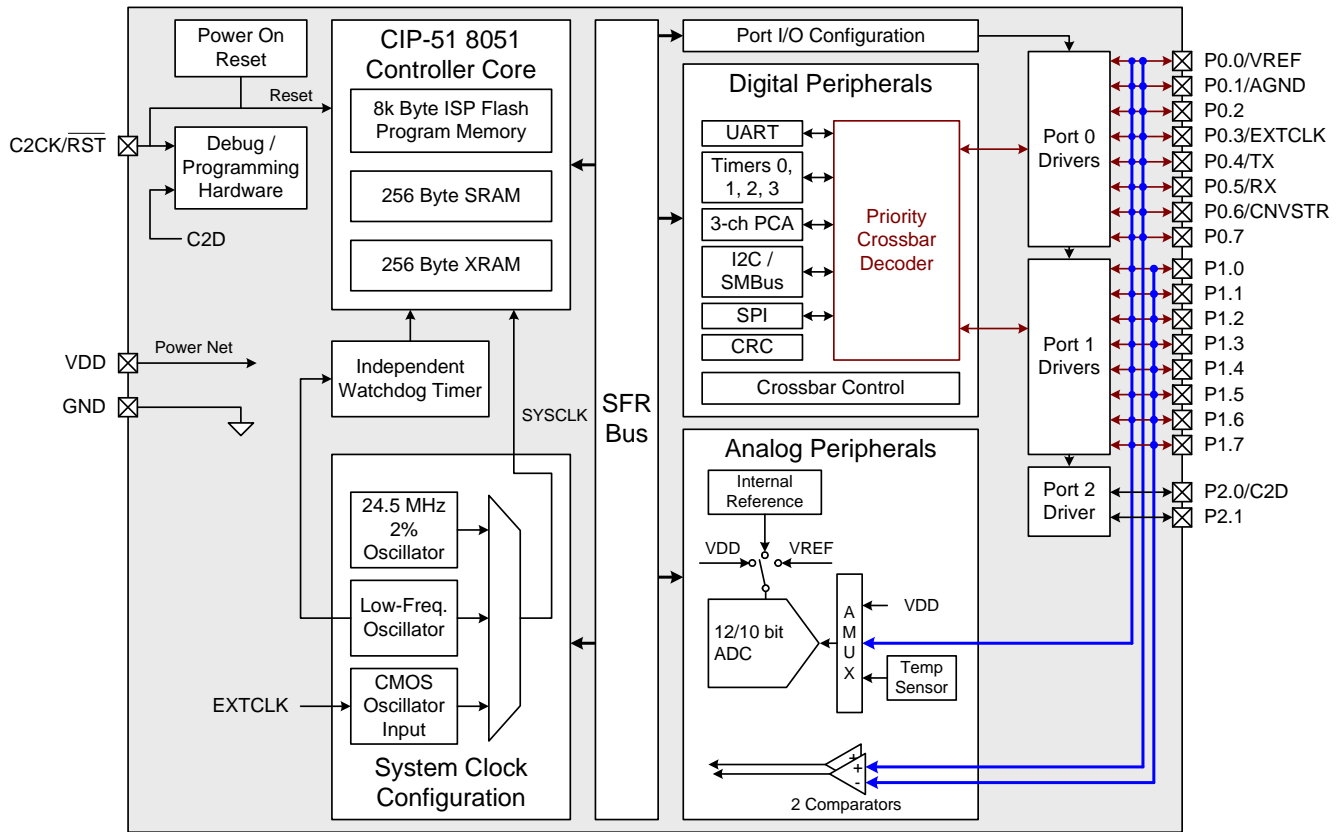 Power On
Reset
Reset
C2CK/RST
Debug /
Programming
Hardware
C2D
VDD
Power Net
GND
CIP-51 8051
Controller Core
8k Byte ISP Flash
Program Memory
256 Byte SRAM
256 Byte XRAM
Independent
Watchdog Timer
SYSCLK
24.5 MHz
2%
Oscillator
Low-Freq.
Oscillator
EXTCLK
CMOS
Oscillator
Input
System Clock
Configuration
SFR
Bus
Port I/O Configuration
Digital Peripherals
UART
Timers 0,
1, 2, 3
3-ch PCA
I2C /
SMBus
SPI
CRC
Priority
Crossbar
Decoder
Crossbar Control
Analog Peripherals
Internal
Reference
VDD
VREF
12/10 bit
ADC
A
M
U
X
VDD
Temp
Sensor
+
+
-
2 Comparators
Port 0
Drivers
Port 1
Drivers
Port 2
Driver
P0.0/VREF
P0.1/AGND
P0.2
P0.3/EXTCLK
P0.4/TX
P0.5/RX
P0.6/CNVSTR
P0.7
P1.0
P1.1
P1.2
P1.3
P1.4
P1.5
P1.6
P1.7
P2.0/C2D
P2.1